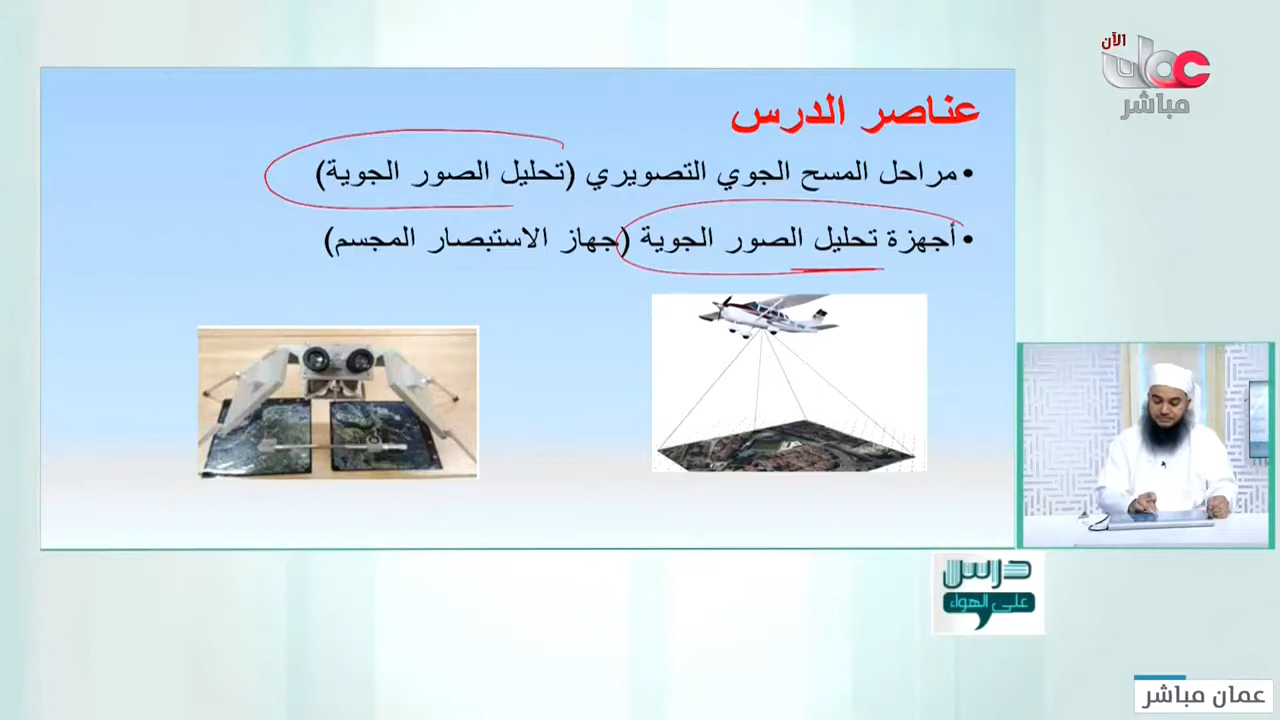 الآن
عمان
مباشر
عناصر الدرس
•مراحل المسح الجوي التصويري (تحليل الصور الجوية)
•أجهزة تحليل الصور الجوية (جهاز الاستبصار المجسم)
درس
على الهواء
عمان مباشر